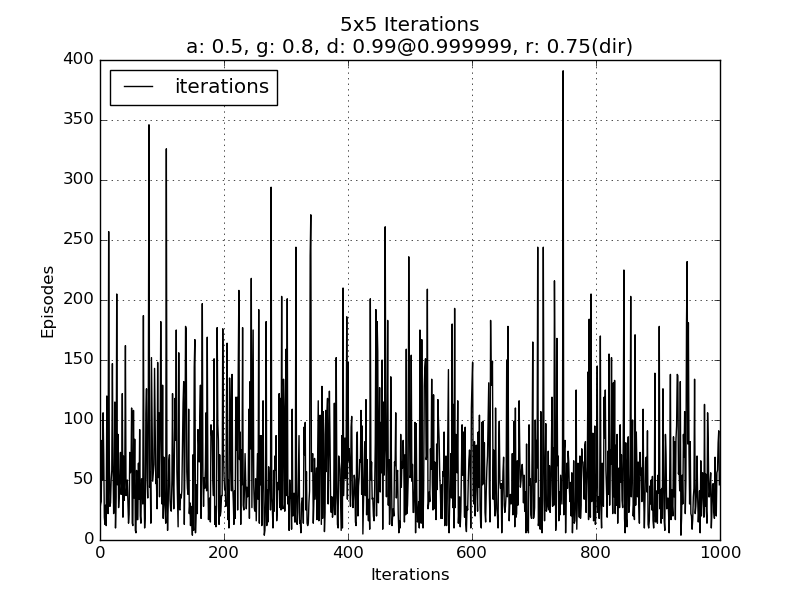 5x5 Iterations
a: 0.5, g: 0.8, d: 0.99@0.999999, r: 0.75(dir)
400
iterations
350
300
250
200
150
100
50
0
Episodes
0 200 400 600 800 1000
Iterations